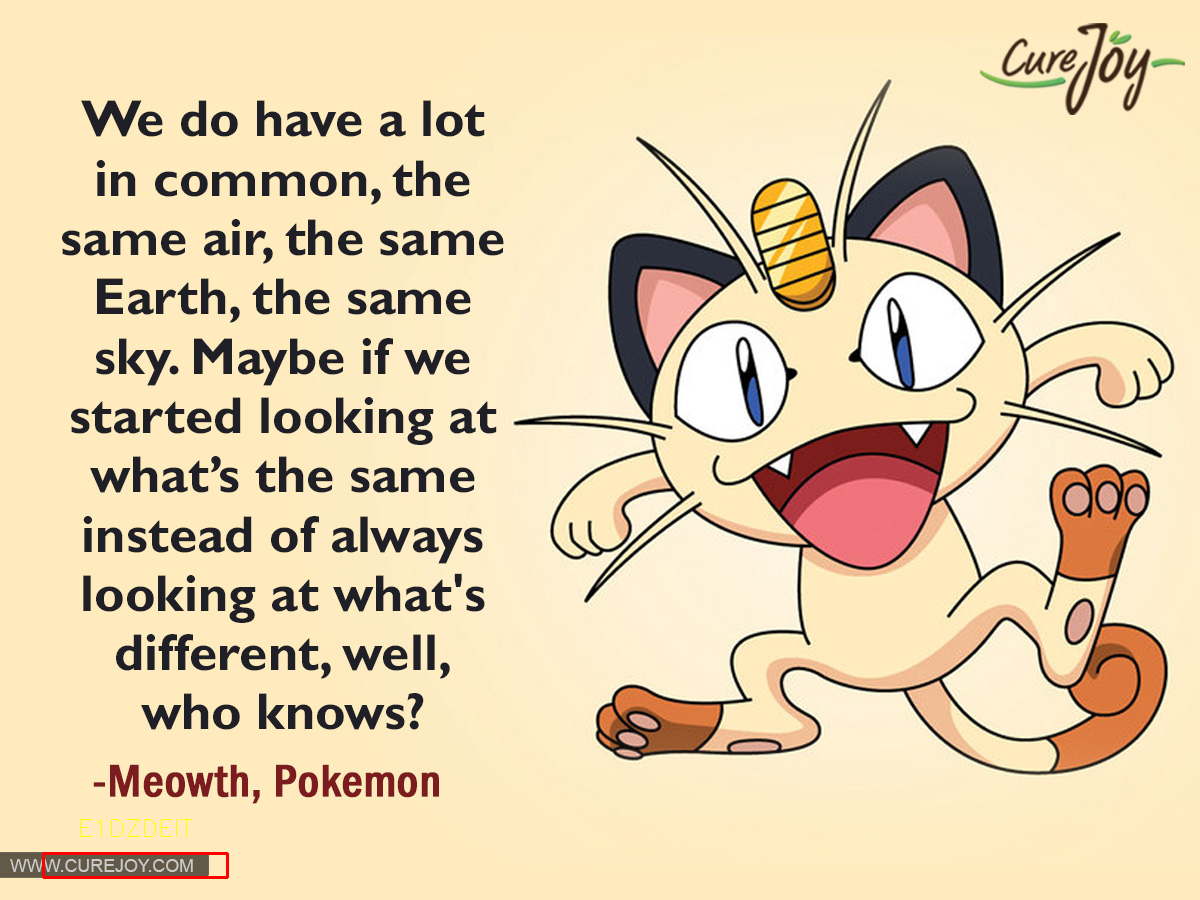 Cure Joy
We do have a lot
in common, the
same air, the same
Earth, the same
sky. Maybe if we
started looking at
what’s the same
instead of always
looking at what's
different, well,
who knows?
-Meowth, Pokemon
E1DZDEIT
WWW.CUREJOY.COM